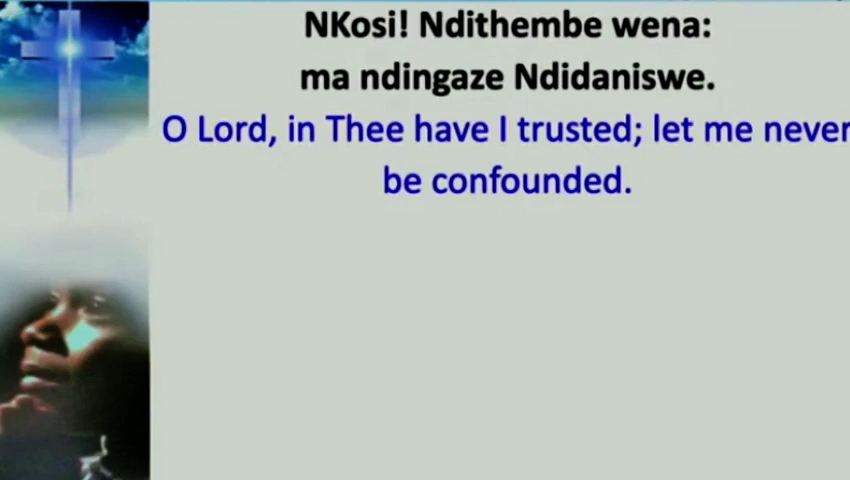 NKosi! Ndithembe wena:
ma ndingaze Ndidaniswe.
O Lord, in Thee have I trusted; let me never
be confounded.